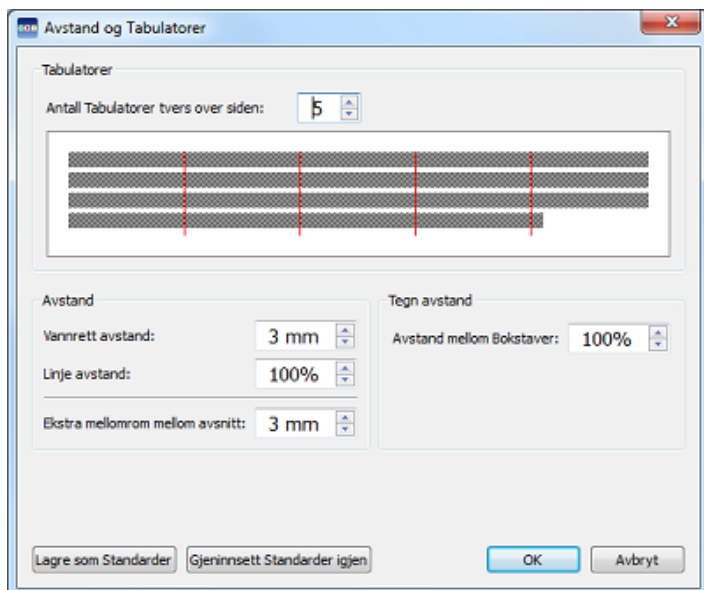 Avstand og Tabulatorer
Tabulatorer
Antall Tabulatorer tvers over siden: 5
Avstand
Vannrett avstand: 3 mm
Linje avstand: 100%
Ekstra mellomrom mellom avsnitt: 3 mm
Tegn avstand
Avstand mellom Bokstaver: 100%
Lagre som Standarder Gjeninnsett Standarder igjen OK Avbryt